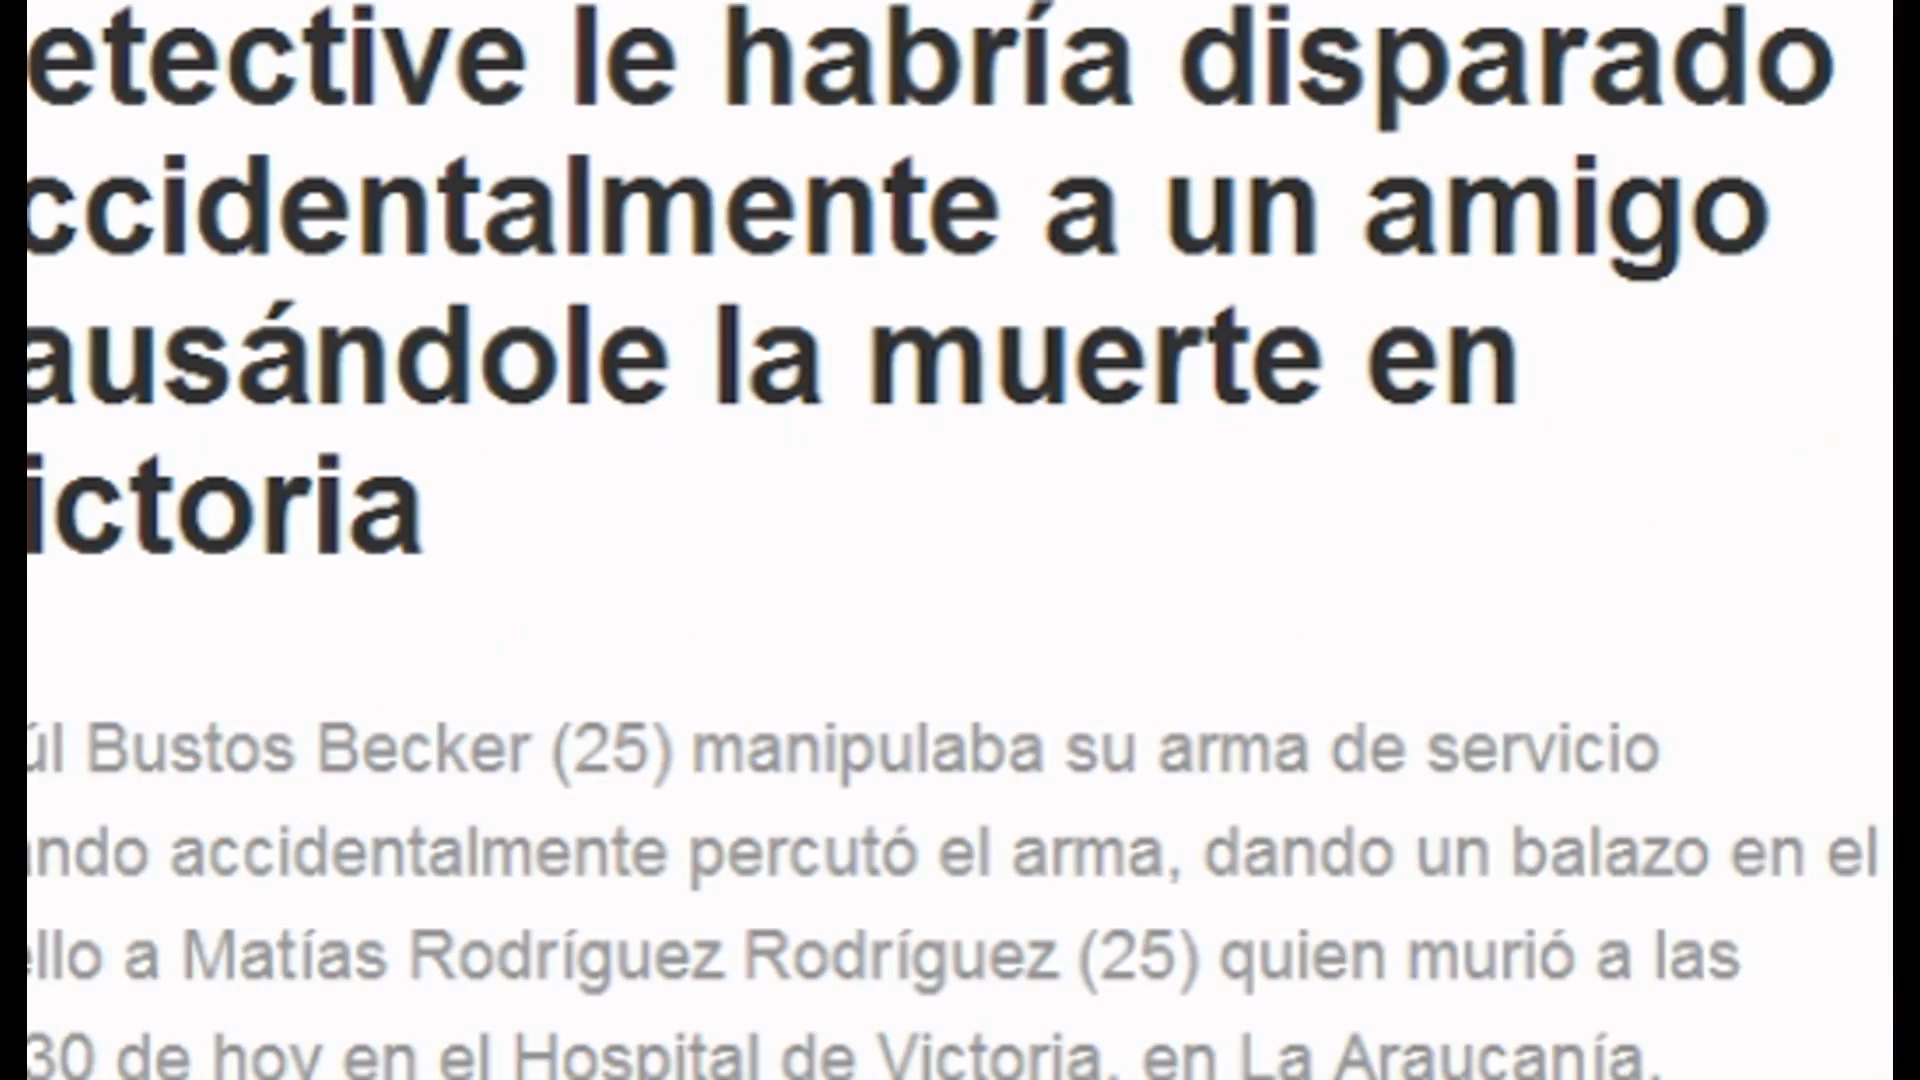 etective le habría disparado
ccidentalmente a un amigo
ausándole la muerte en
ictoria
úl Bustos Becker (25) manipulaba su arma de servicio
ando accidentalmente percutó el arma, dando un balazo en el
ello a Matías Rodríguez Rodríguez (25) quien murió a las
30 de hoy en el Hospital de Victoria, en La Araucanía.